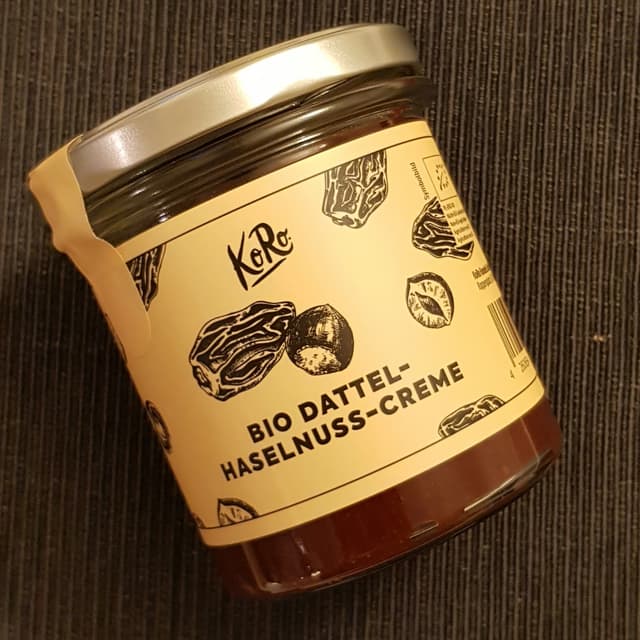 KoRo
BIO DATTEL-
HASELNUSS-CREME